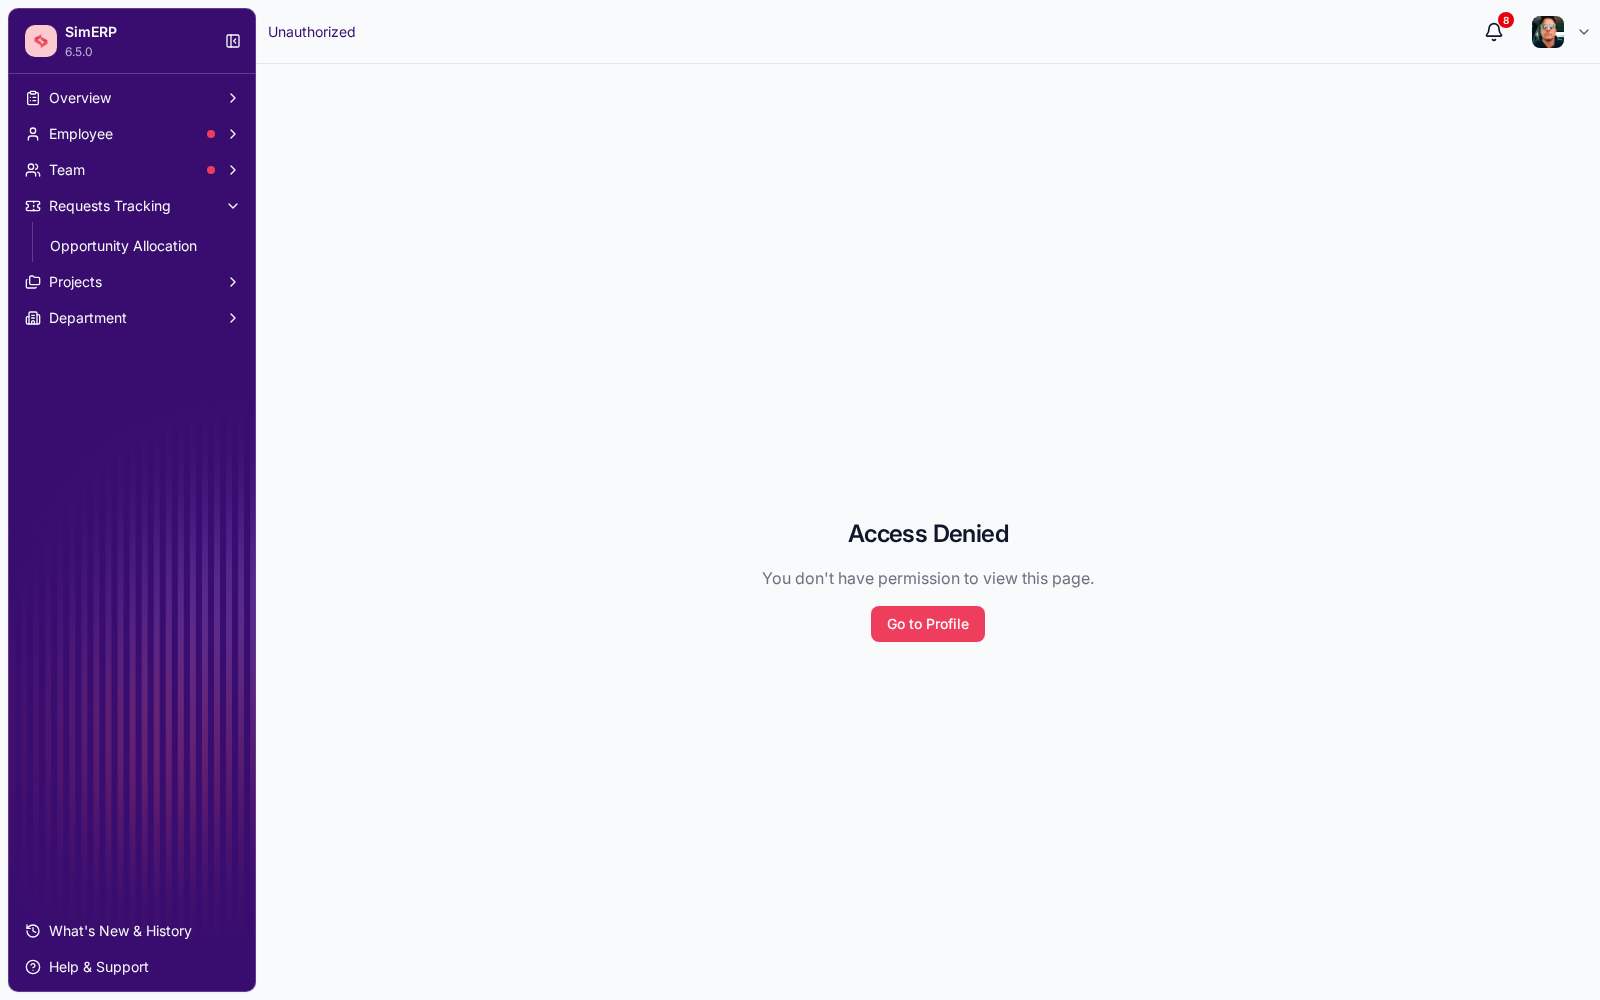 SimERP
6.5.0
Overview
Employee
Team
Requests Tracking
Opportunity Allocation
Projects
Department
What's New & History
Help & Support
Unauthorized
8
Access Denied
You don't have permission to view this page.
Go to Profile